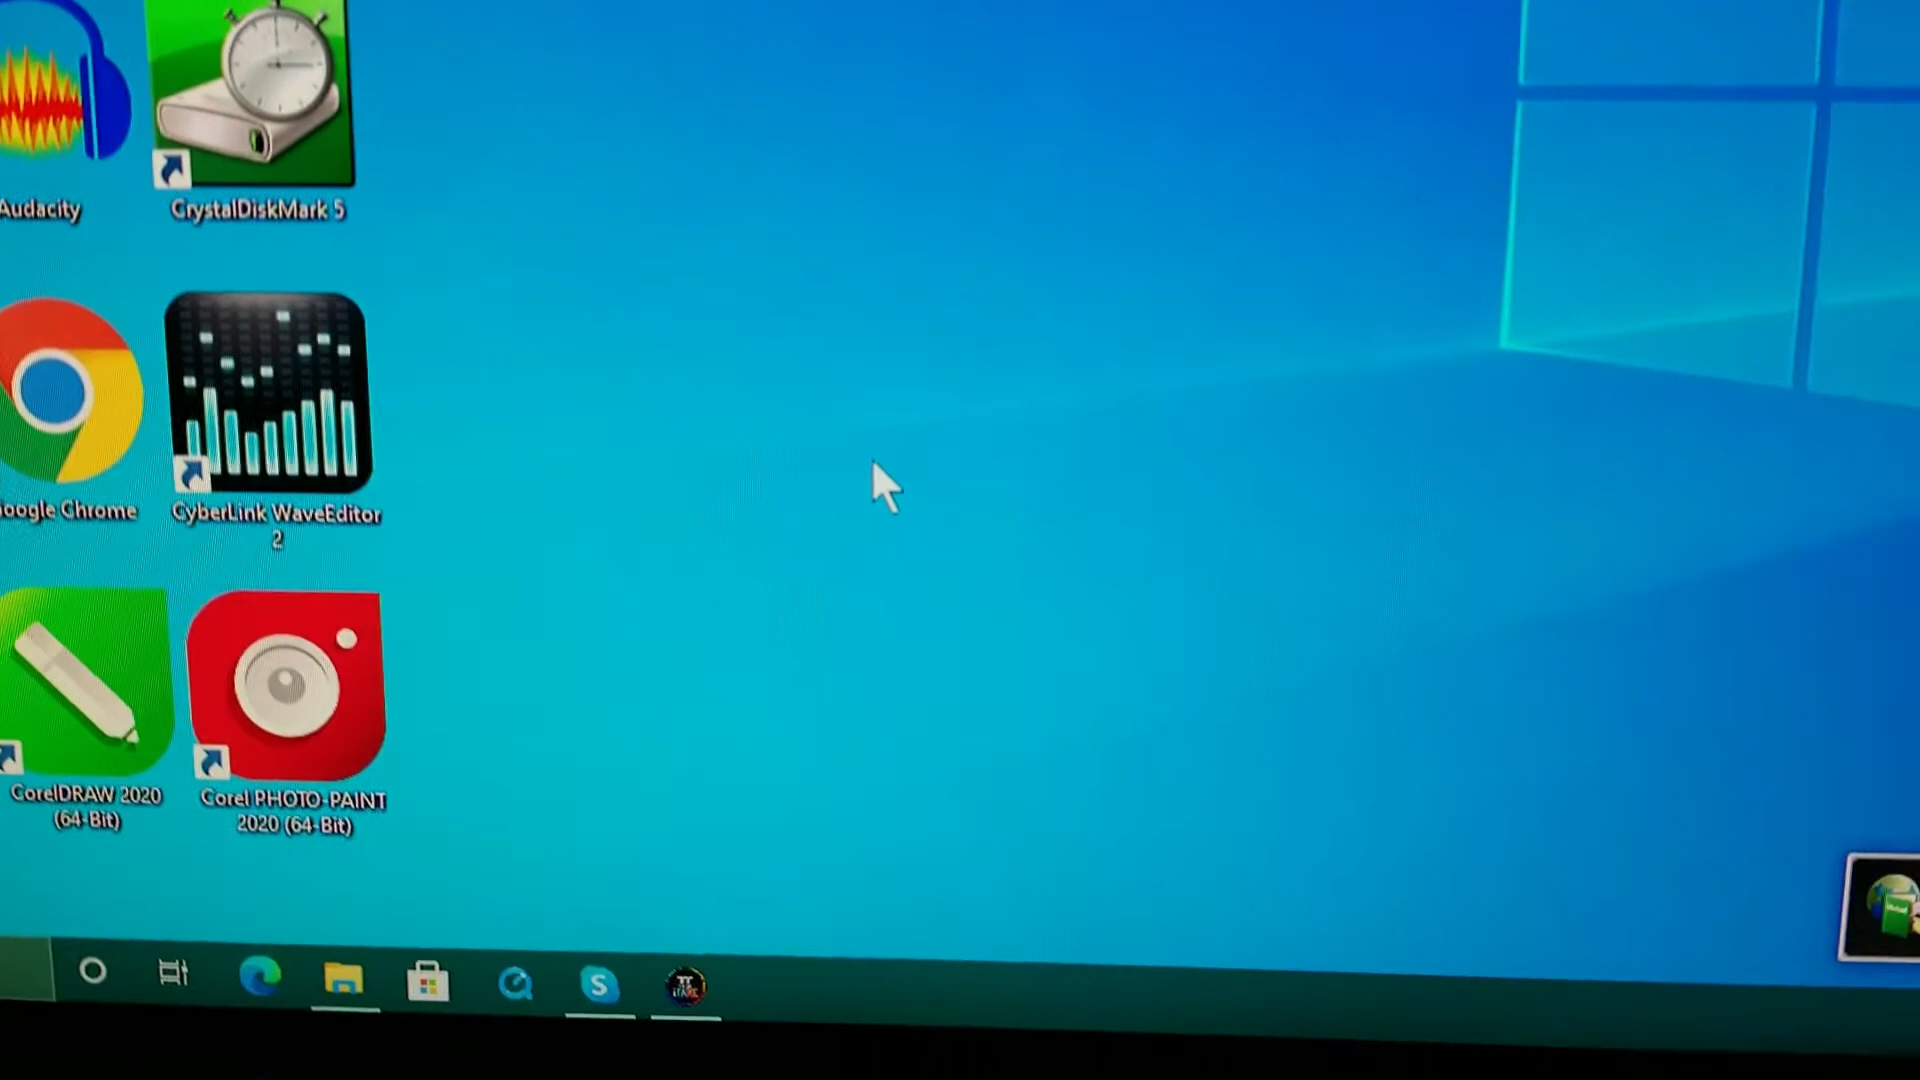 Audacity
CrystalDiskMark 5
oogle Chrome
CyberLink WaveEditor
2
CorelDRAW 2020
(64-Bit)
Corel PHOTO-PAINT
2020 (64-Bit)
S